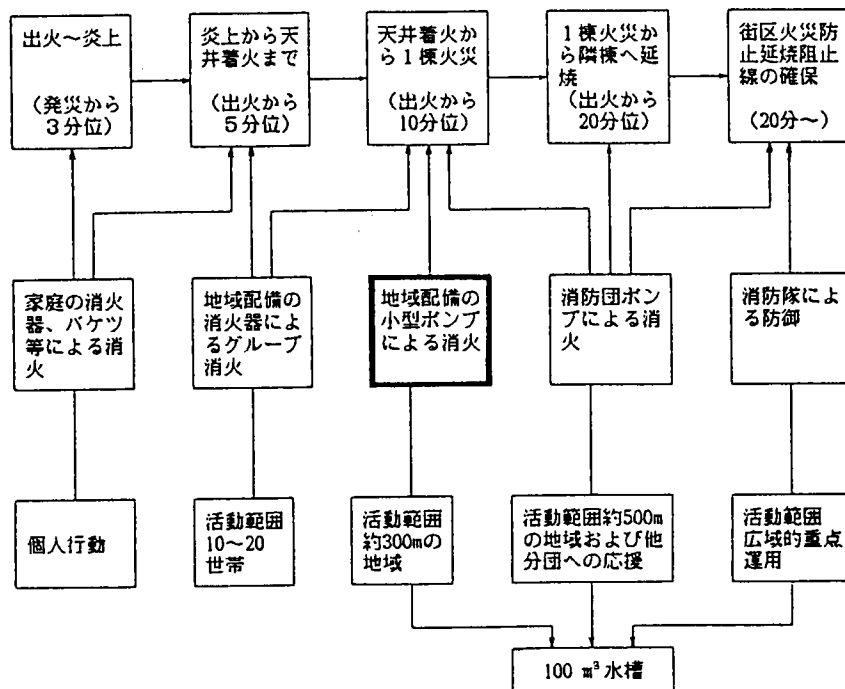 出火～炎上
（発災から
３分位）
炎上から天
井着火まで
（出火から
５分位）
天井着火か
ら１棟火災
（出火から
10分位）
１棟火災か
ら隣棟へ延
焼
（出火から
20分位）
街区火災防
止延焼阻止
線の確保
（20分～）
家庭の消火
器、バケツ
等による消
火
地域配備の
消火器によ
るグループ
消火
地域配備の
小型ポンプ
による消火
消防団ポン
プによる消
火
消防隊によ
る防御
個人行動
活動範囲
10～20
世帯
活動範囲
約300mの
地域
活動範囲約500m
の地域および他
分団への応援
活動範囲
広域的重点
運用
100 m³水槽